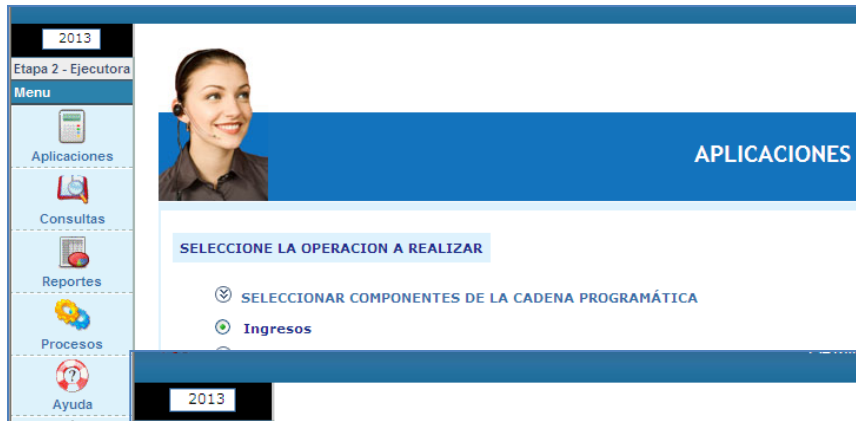 2013
Etapa 2 - Ejecutora
Menu
Aplicaciones
Consultas
Reportes
Procesos
Ayuda
APLICACIONES
SELECCIONE LA OPERACION A REALIZAR
SELECCIONAR COMPONENTES DE LA CADENA PROGRAMÁTICA
Ingresos
2013